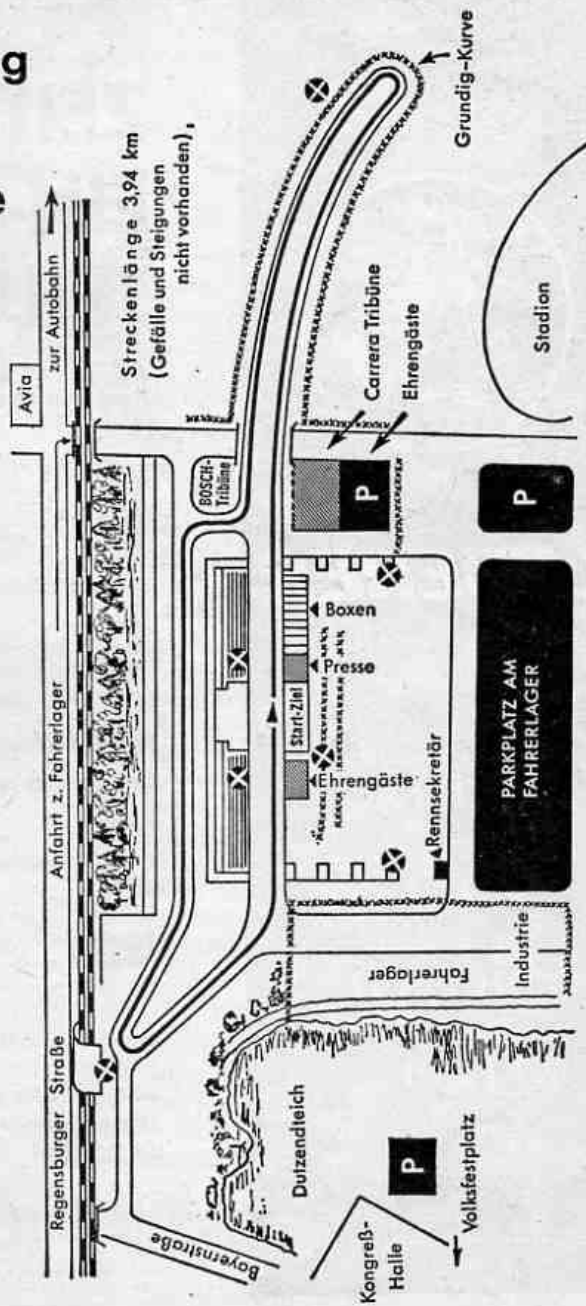 g
Regensburger Straße
Anfahrt z. Fahrerlager
Avia
zur Autobahn
Streckenlänge 3,94 km
(Gefälle und Steigungen
nicht vorhanden),
BOSCH-
Tribüne
Grundig-Kurve
Carrera Tribüne
Ehrengäste
P
Stadion
P
Boxen
Presse
Start-Ziel
Ehrengäste
Rennsekretär
PARKPLATZ AM
FAHRERLAGER
Industrie
Fahrerlager
Dutzendteich
Bayernstraße
P
Kongreß-
Halle
Volksfestplatz